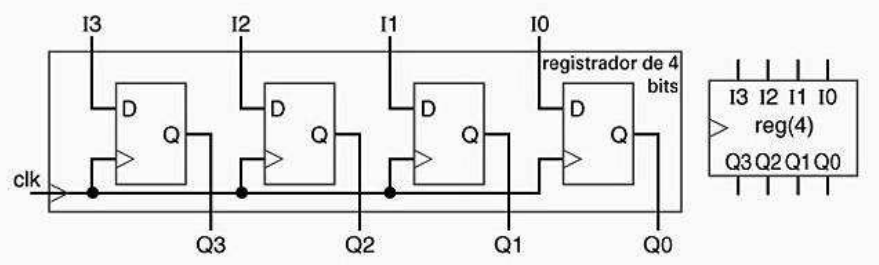 I3 I2 I1 I0
registrador de 4
bits
D D D D
Q Q Q Q
clk
Q3 Q2 Q1 Q0
I3 I2 I1 I0
reg(4)
Q3 Q2 Q1 Q0